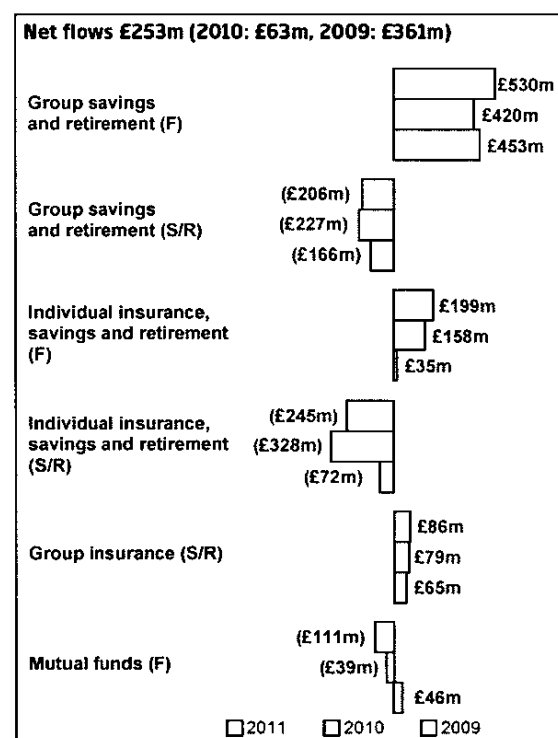 Net flows £253m (2010: £63m, 2009: £361m)
Group savings
and retirement (F)
£530m
£420m
£453m
Group savings
and retirement (S/R)
(£206m)
(£227m)
(£166m)
Individual insurance,
savings and retirement
(F)
£199m
£158m
£35m
Individual insurance,
savings and retirement
(S/R)
(£245m)
(£328m)
(£72m)
Group insurance (S/R)
£86m
£79m
£65m
Mutual funds (F)
(£111m)
(£39m)
£46m
2011 2010 2009